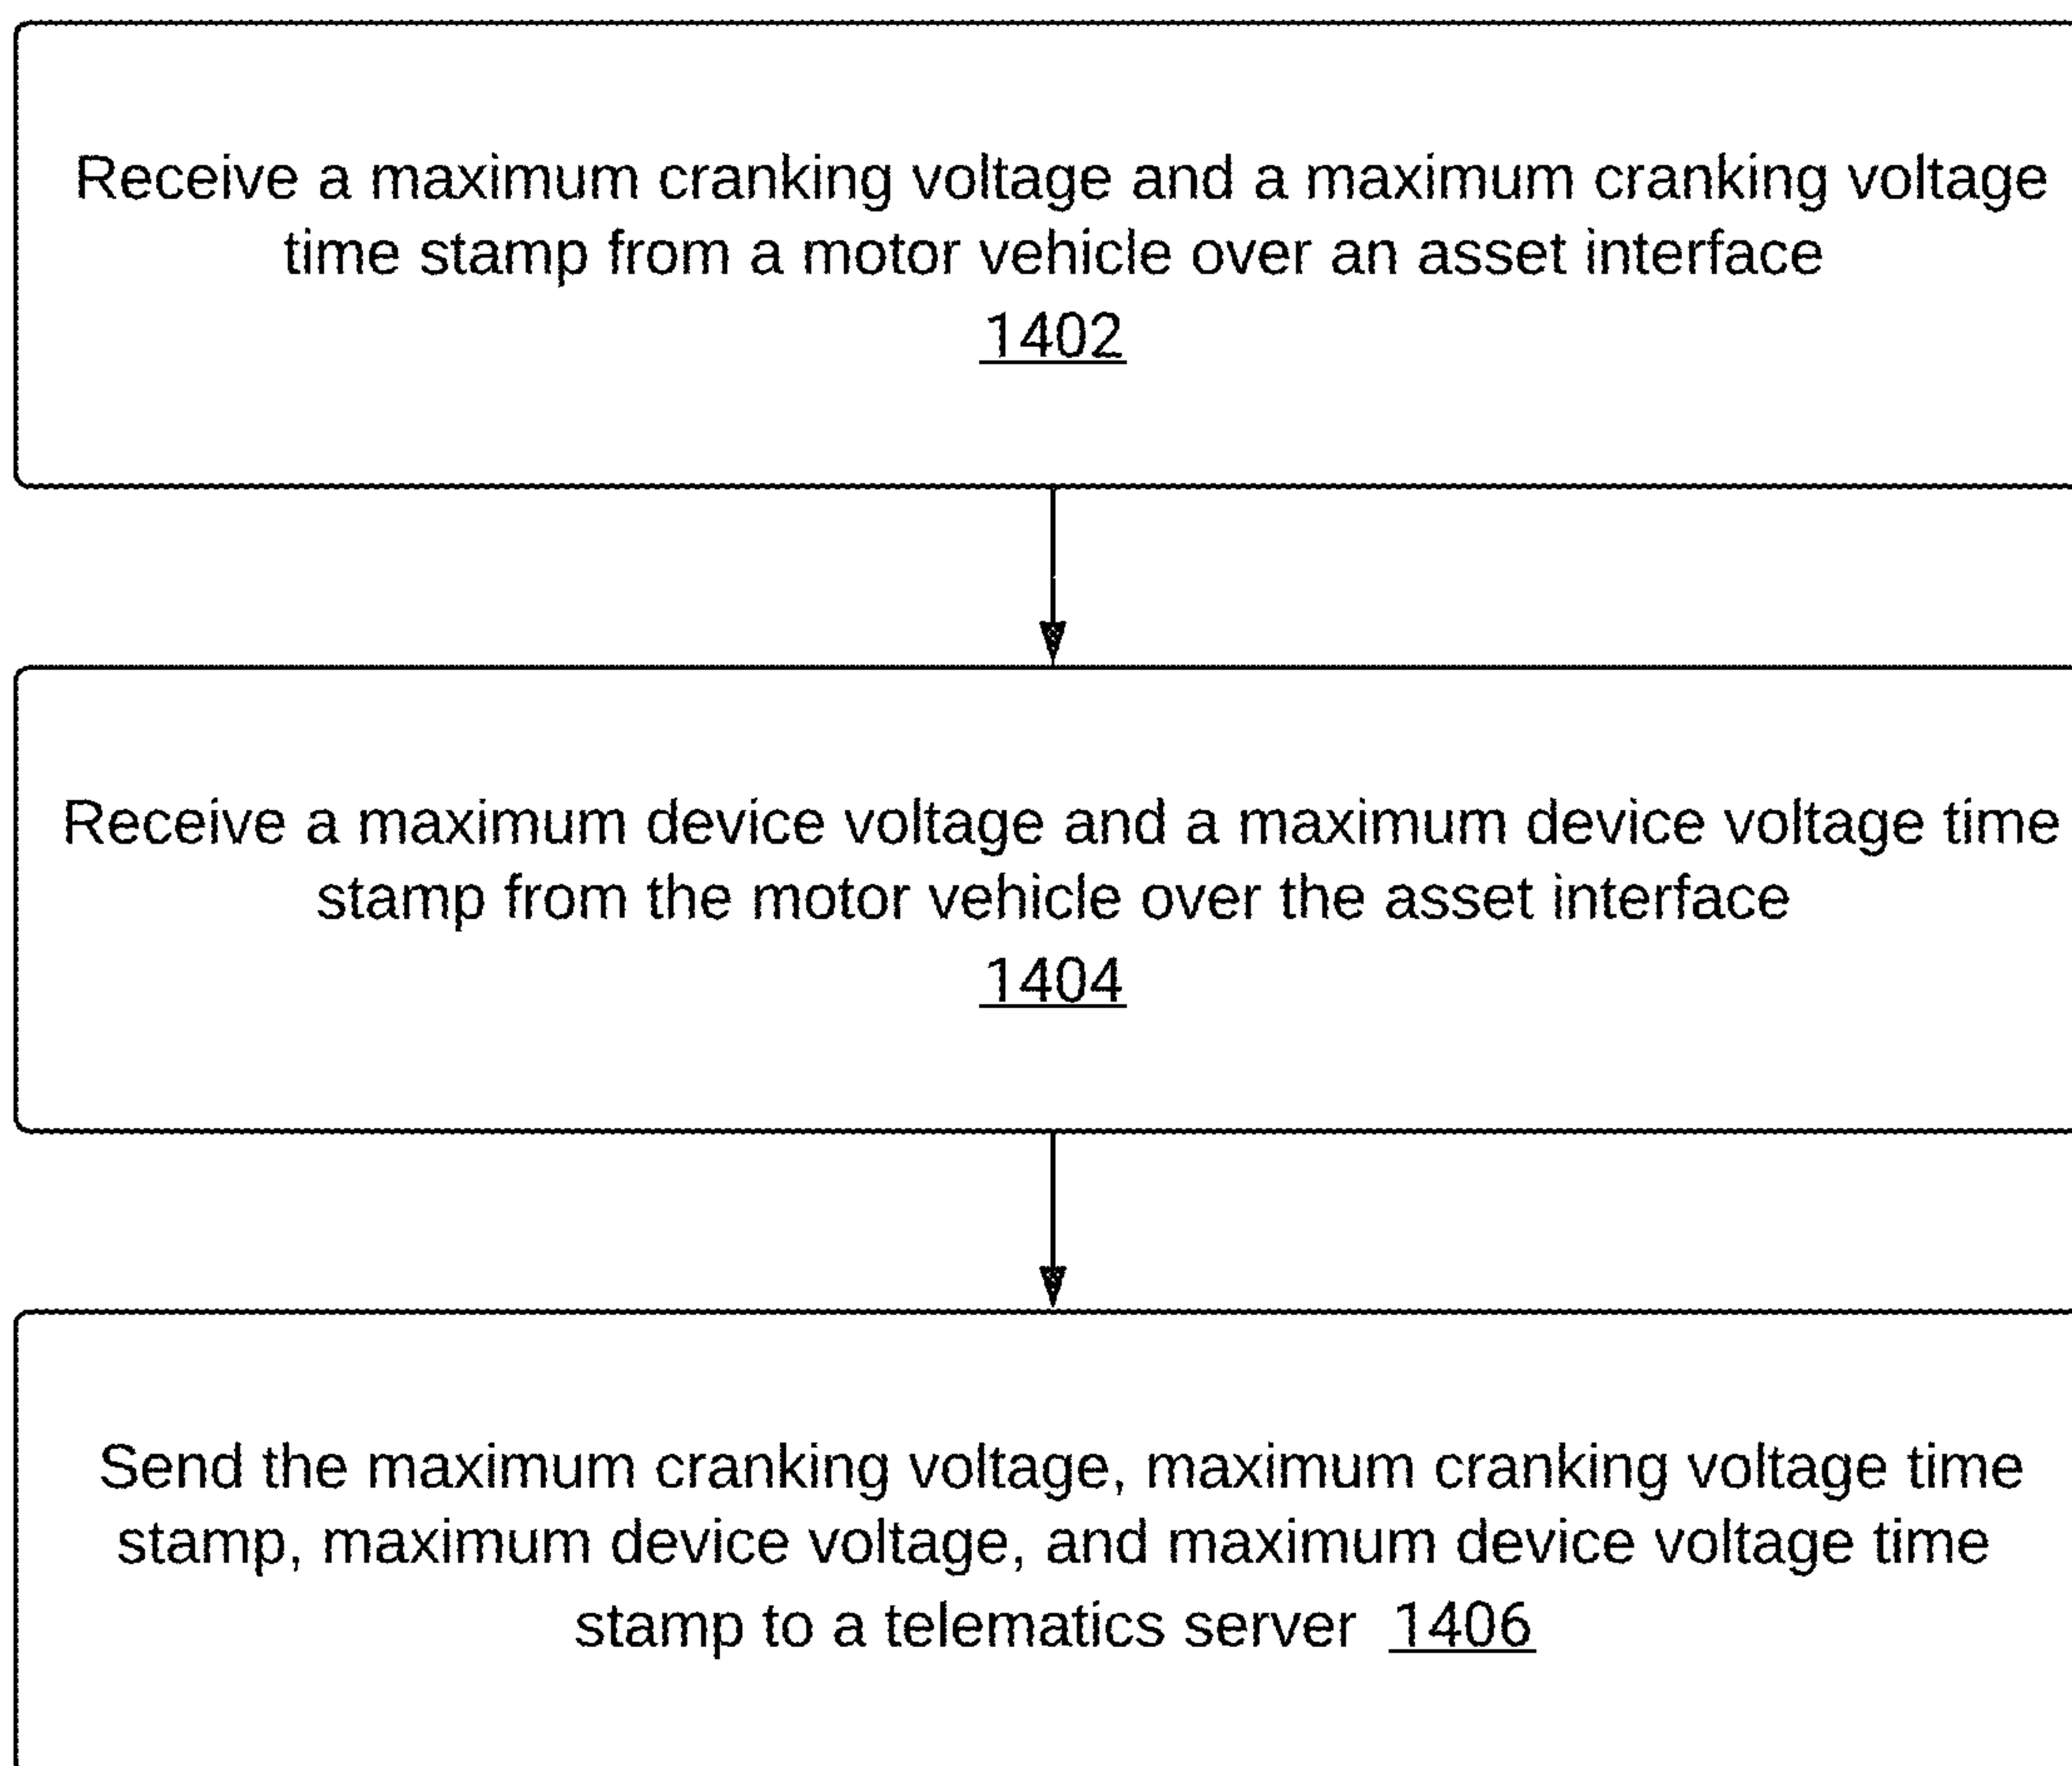 Receive a maximum cranking voltage and a maximum cranking voltage
time stamp from a motor vehicle over an asset interface
1402
Receive a maximum device voltage and a maximum device voltage time
stamp from the motor vehicle over the asset interface
1404
Send the maximum cranking voltage, maximum cranking voltage time
stamp, maximum device voltage, and maximum device voltage time
stamp to a telematics server 1406